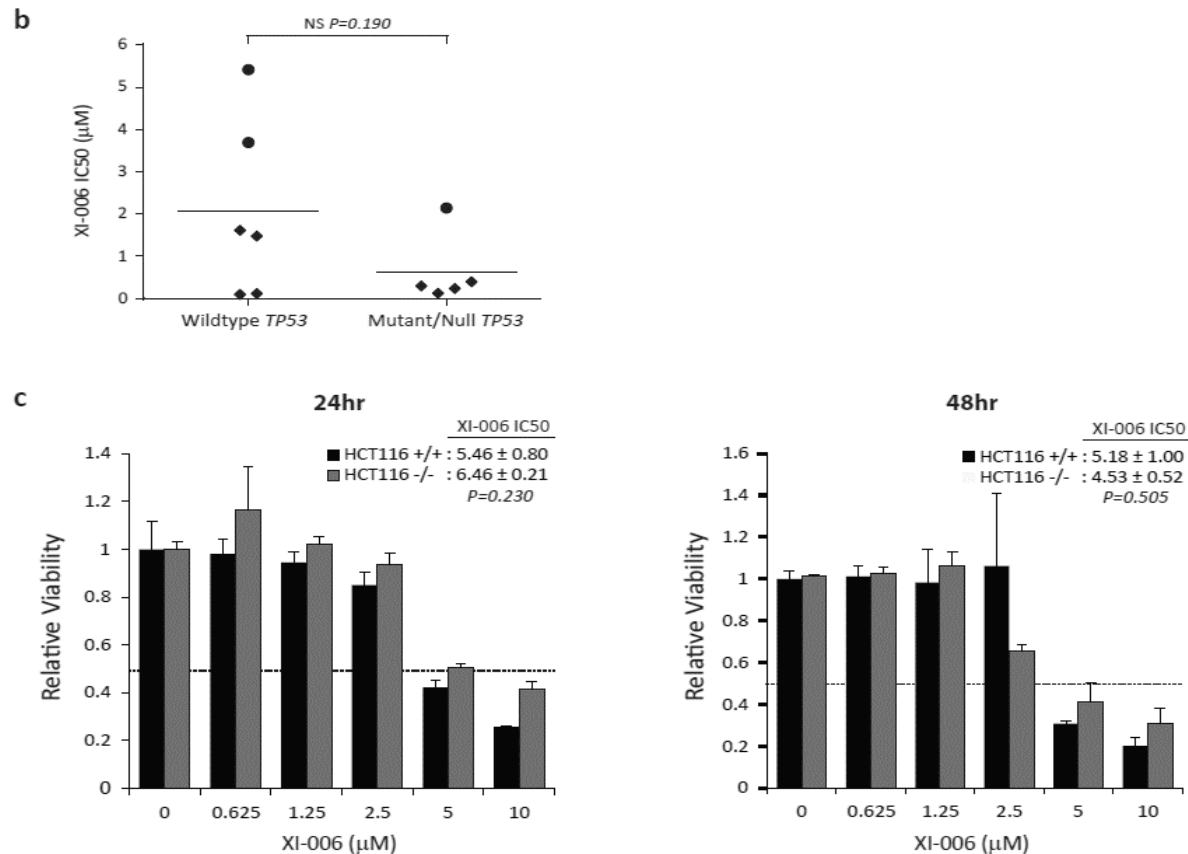 b
NS P=0.190
6
5
4
3
2
1
0
XI-006 IC50 (μM)
Wildtype TP53
Mutant/Null TP53
c
24hr
XI-006 IC50
HCT116 +/+ : 5.46 ± 0.80
HCT116 -/- : 6.46 ± 0.21
P=0.230
1.4
1.2
1
0.8
0.6
0.4
0.2
0
Relative Viability
0 0.625 1.25 2.5 5 10
XI-006 (μM)
48hr
XI-006 IC50
HCT116 +/+ : 5.18 ± 1.00
HCT116 -/- : 4.53 ± 0.52
P=0.505
1.6
1.4
1.2
1
0.8
0.6
0.4
0.2
0
Relative Viability
0 0.625 1.25 2.5 5 10
XI-006 (μM)